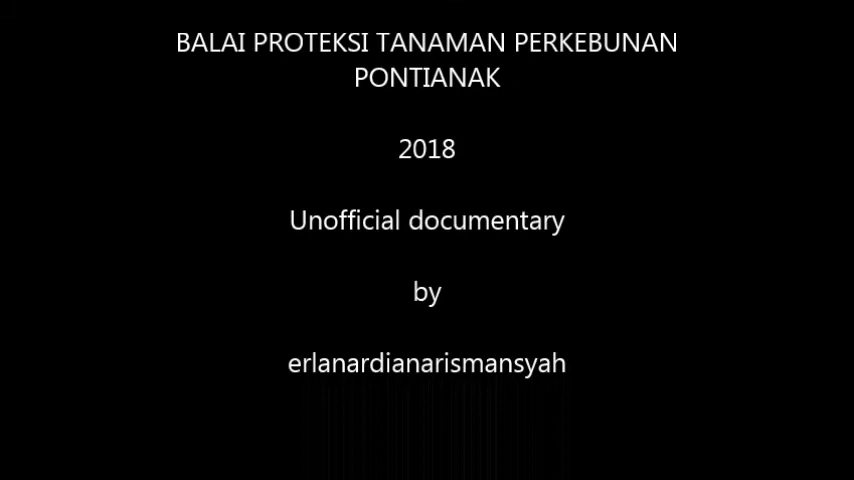 BALAI PROTEKSI TANAMAN PERKEBUNAN
PONTIANAK
2018
Unofficial documentary
by
erlanardianarismansyah